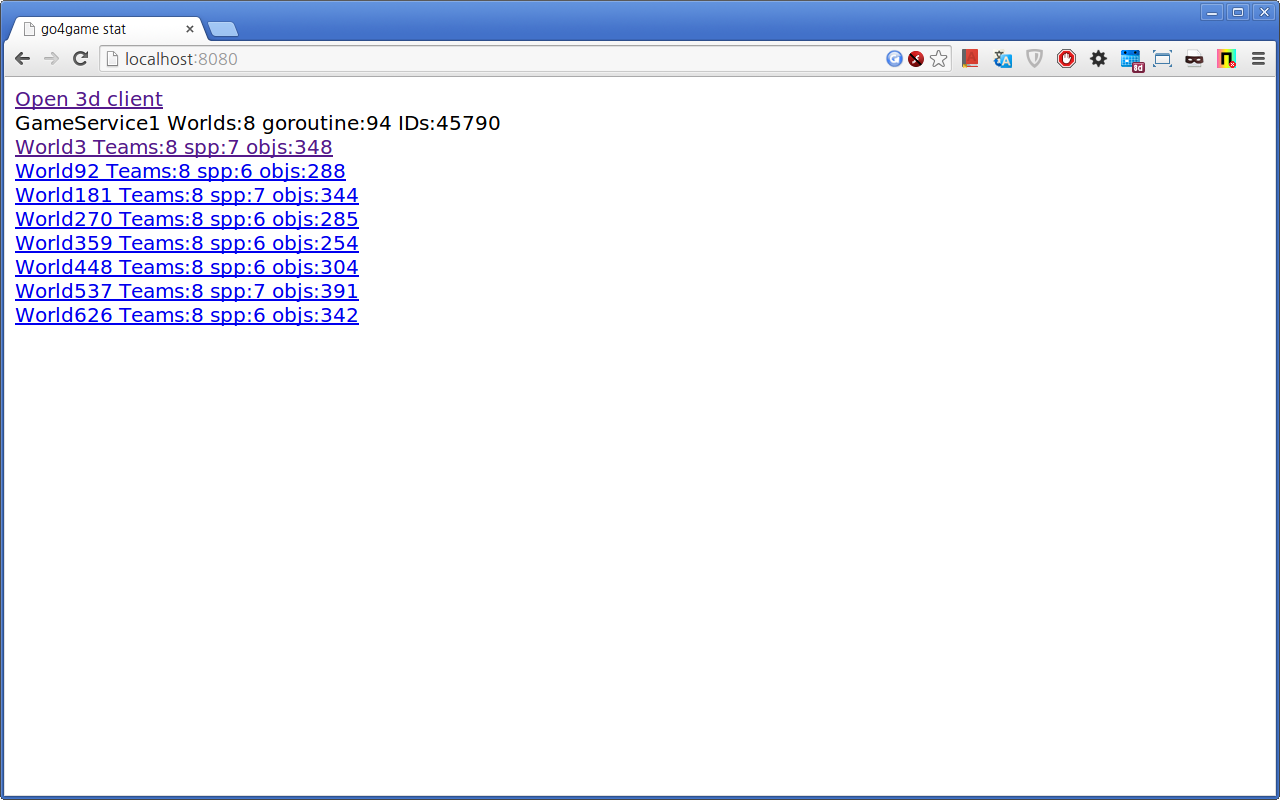 go4game stat
localhost:8080
8d
Open 3d client
GameService1 Worlds:8 goroutine:94 IDs:45790
World3 Teams:8 spp:7 objs:348
World92 Teams:8 spp:6 objs:288
World181 Teams:8 spp:7 objs:344
World270 Teams:8 spp:6 objs:285
World359 Teams:8 spp:6 objs:254
World448 Teams:8 spp:6 objs:304
World537 Teams:8 spp:7 objs:391
World626 Teams:8 spp:6 objs:342